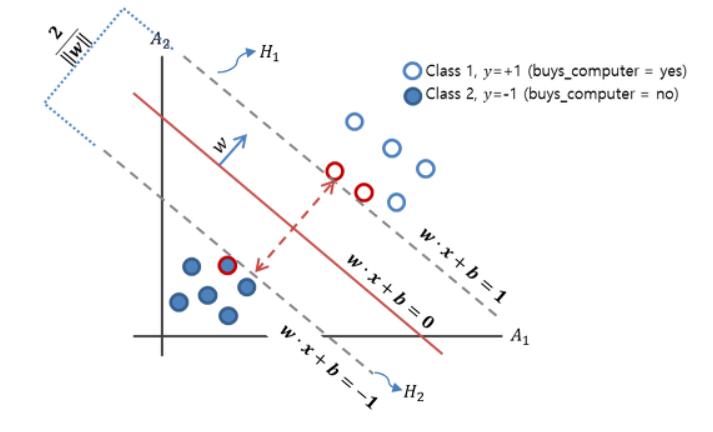 2
‖w‖
A₂
H₁
Class 1, y=+1 (buys_computer = yes)
Class 2, y=-1 (buys_computer = no)
w
w · x + b = 1
w · x + b = 0
A₁
w · x + b = −1
H₂